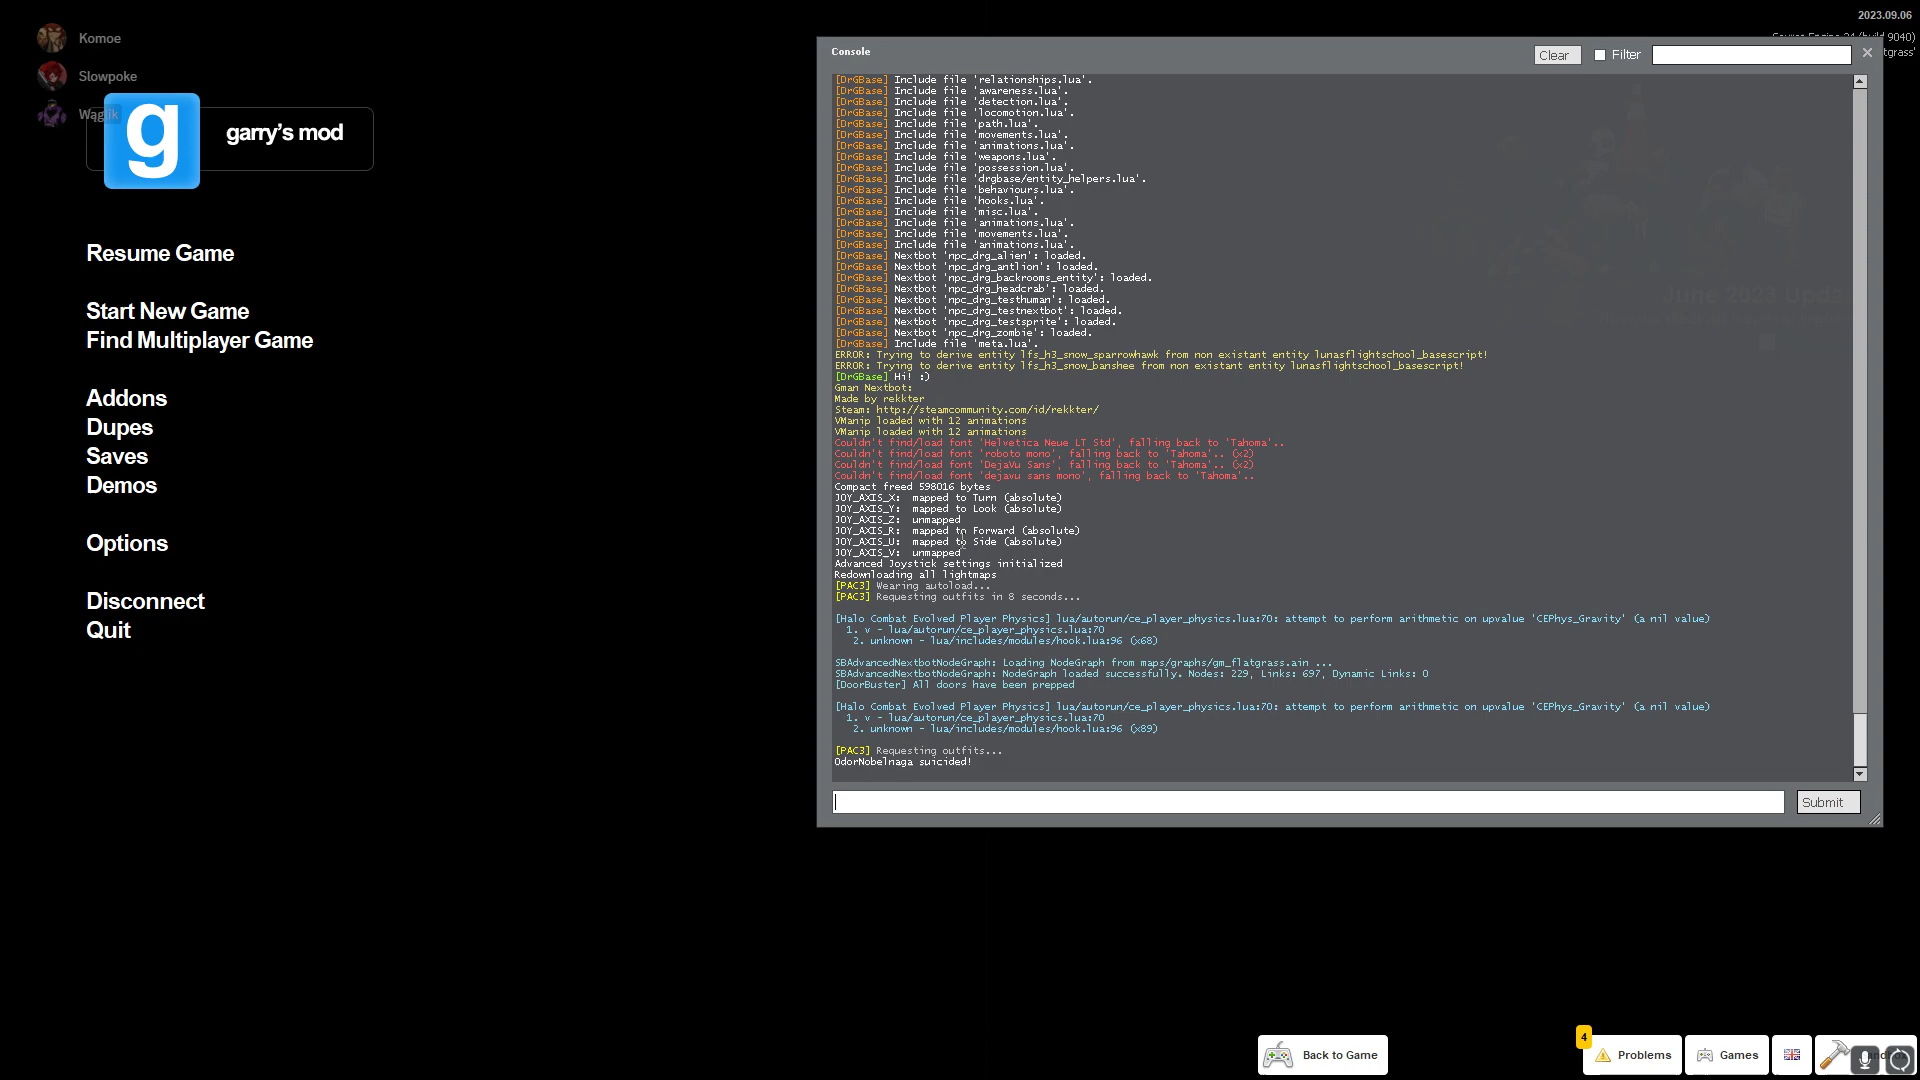 Komoe
Slowpoke
g
garry's mod
Resume Game
Start New Game
Find Multiplayer Game
Addons
Dupes
Saves
Demos
Options
Disconnect
Quit
2023.09.06
9040)
tgrass'
Console
Clear
Filter
[DrGBase] Include file 'relationships.lua'.
[DrGBase] Include file 'awareness.lua'.
[DrGBase] Include file 'detection.lua'.
[DrGBase] Include file 'locomotion.lua'.
[DrGBase] Include file 'path.lua'.
[DrGBase] Include file 'movements.lua'.
[DrGBase] Include file 'animations.lua'.
[DrGBase] Include file 'weapons.lua'.
[DrGBase] Include file 'possession.lua'.
[DrGBase] Include file 'drgbase/entity_helpers.lua'.
[DrGBase] Include file 'behaviours.lua'.
[DrGBase] Include file 'hooks.lua'.
[DrGBase] Include file 'misc.lua'.
[DrGBase] Include file 'animations.lua'.
[DrGBase] Include file 'movements.lua'.
[DrGBase] Include file 'animations.lua'.
[DrGBase] Nextbot 'npc_drg_alien': loaded.
[DrGBase] Nextbot 'npc_drg_antlion': loaded.
[DrGBase] Nextbot 'npc_drg_backrooms_entity': loaded.
[DrGBase] Nextbot 'npc_drg_headcrab': loaded.
[DrGBase] Nextbot 'npc_drg_testhuman': loaded.
[DrGBase] Nextbot 'npc_drg_testnextbot': loaded.
[DrGBase] Nextbot 'npc_drg_testsprite': loaded.
[DrGBase] Nextbot 'npc_drg_zombie': loaded.
[DrGBase] Include file 'meta.lua'.
ERROR: Trying to derive entity lfs_h3_snow_sparrowhawk from non existant entity lunasflightschool_basescript!
ERROR: Trying to derive entity lfs_h3_snow_banshee from non existant entity lunasflightschool_basescript!
[DrGBase] Hi! :)
Gman Nextbot:
Made by rekkter
Steam: http://steamcommunity.com/id/rekkter/
VManip loaded with 12 animations
VManip loaded with 12 animations
Couldn't find/load font 'Helvetica Neue LT Std', falling back to 'Tahoma'..
Couldn't find/load font 'roboto mono', falling back to 'Tahoma'.. (x2)
Couldn't find/load font 'DejaVu Sans', falling back to 'Tahoma'.. (x2)
Couldn't find/load font 'dejavu sans mono', falling back to 'Tahoma'..
Compact freed 598016 bytes
JOY_AXIS_X: mapped to Turn (absolute)
JOY_AXIS_Y: mapped to Look (absolute)
JOY_AXIS_Z: unmapped
JOY_AXIS_R: mapped to Forward (absolute)
JOY_AXIS_U: mapped to Side (absolute)
JOY_AXIS_V: unmapped
Advanced Joystick settings initialized
Redownloading all lightmaps
[PAC3] Wearing autoload...
[PAC3] Requesting outfits in 8 seconds...
[Halo Combat Evolved Player Physics] lua/autorun/ce_player_physics.lua:70: attempt to perform arithmetic on upvalue 'CEPhys_Gravity' (a nil value)
1. v - lua/autorun/ce_player_physics.lua:70
2. unknown - lua/includes/modules/hook.lua:96 (x68)
SBAdvancedNextbotNodeGraph: Loading NodeGraph from maps/graphs/gm_flatgrass.ain ...
SBAdvancedNextbotNodeGraph: NodeGraph loaded successfully. Nodes: 229, Links: 697, Dynamic Links: 0
[DoorBuster] All doors have been prepped
[Halo Combat Evolved Player Physics] lua/autorun/ce_player_physics.lua:70: attempt to perform arithmetic on upvalue 'CEPhys_Gravity' (a nil value)
1. v - lua/autorun/ce_player_physics.lua:70
2. unknown - lua/includes/modules/hook.lua:96 (x89)
[PAC3] Requesting outfits...
OdorNobelnaga suicided!
Submit
June 2023
Back to Game
4
Problems
Games